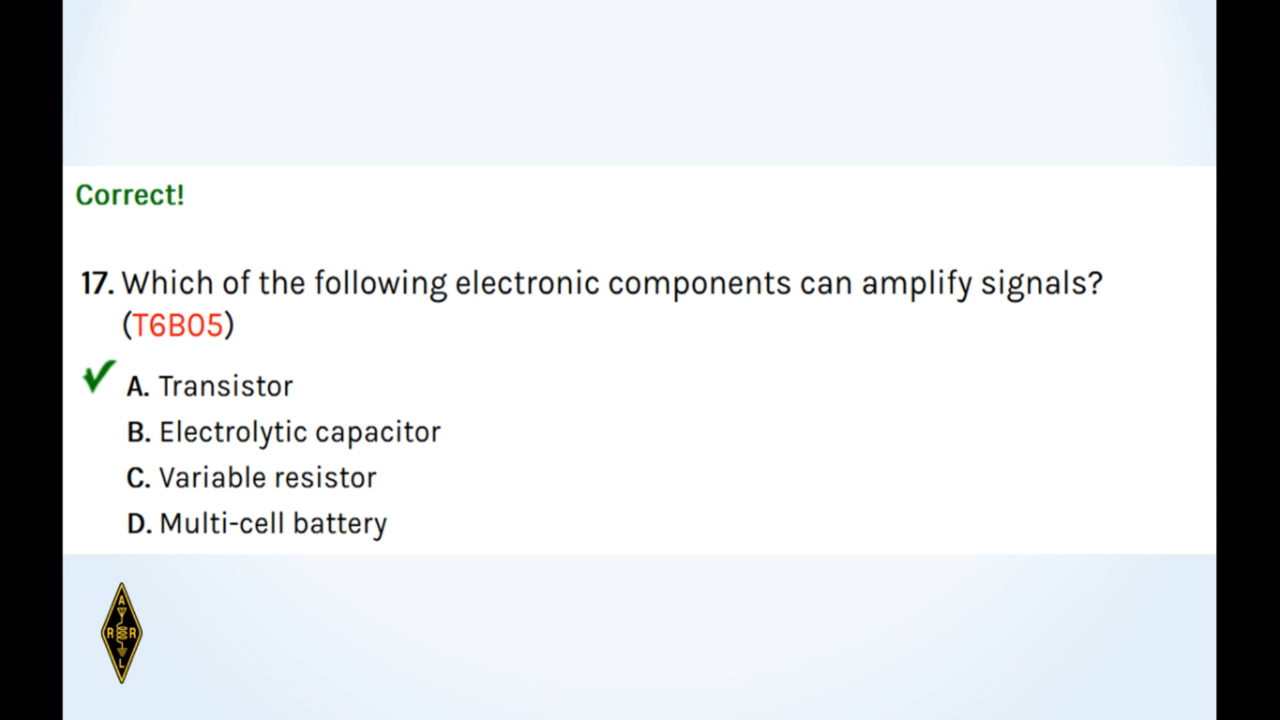 Correct!
17. Which of the following electronic components can amplify signals?
(T6B05)
A. Transistor
B. Electrolytic capacitor
C. Variable resistor
D. Multi-cell battery
A
R R
L